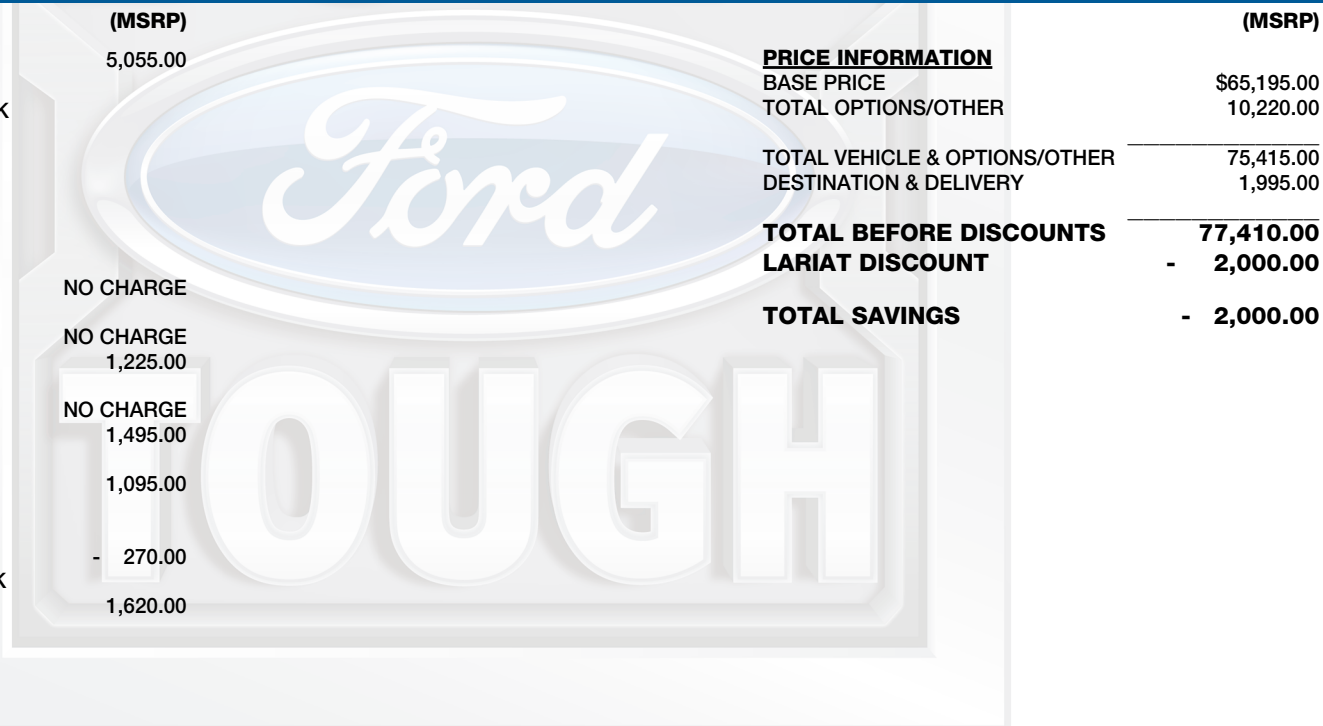 (MSRP)
5,055.00
K
NO CHARGE
NO CHARGE
1,225.00
NO CHARGE
1,495.00
1,095.00
- 270.00
K
1,620.00
Ford
TOUGH
(MSRP)
PRICE INFORMATION
BASE PRICE $65,195.00
TOTAL OPTIONS/OTHER 10,220.00
TOTAL VEHICLE & OPTIONS/OTHER 75,415.00
DESTINATION & DELIVERY 1,995.00
TOTAL BEFORE DISCOUNTS 77,410.00
LARIAT DISCOUNT - 2,000.00
TOTAL SAVINGS - 2,000.00